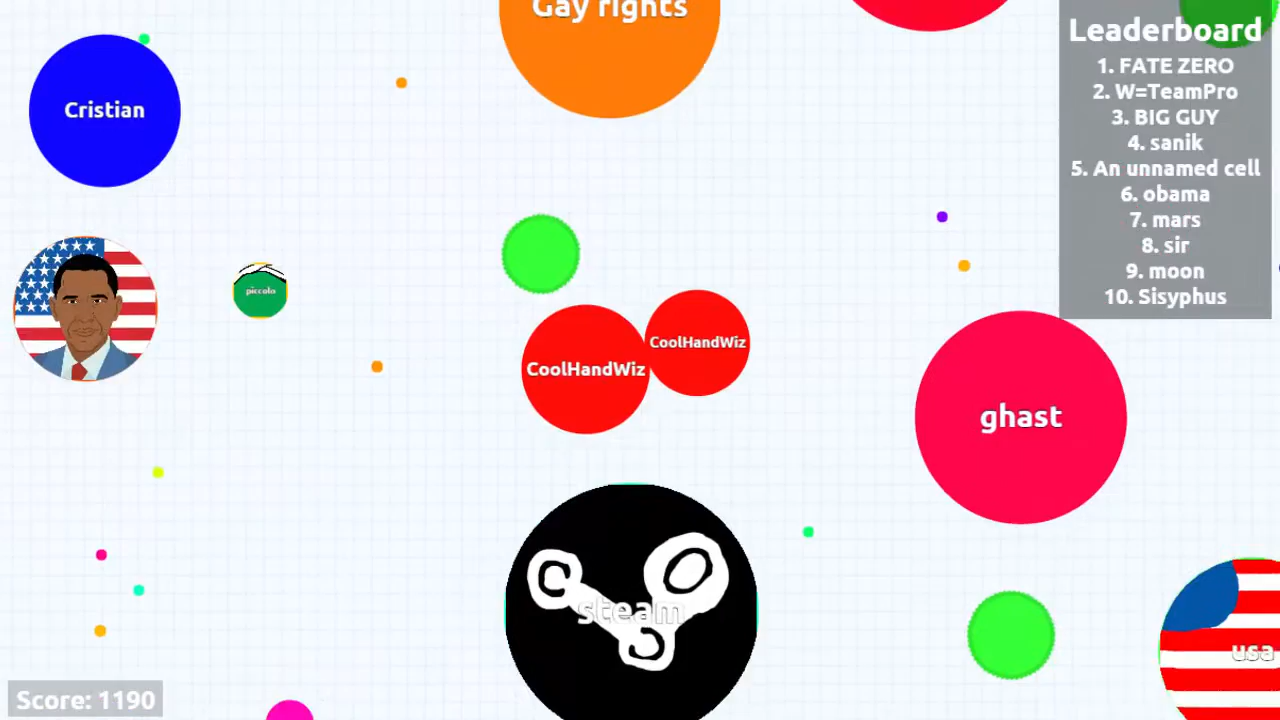 Gay rights
Leaderboard
1. FATE ZERO
2. W=TeamPro
3. BIG GUY
4. sanik
5. An unnamed cell
6. obama
7. mars
8. sir
9. moon
10. Sisyphus
Cristian
piccolo
CoolHandWiz
CoolHandWiz
ghast
steam
usa
Score: 1190